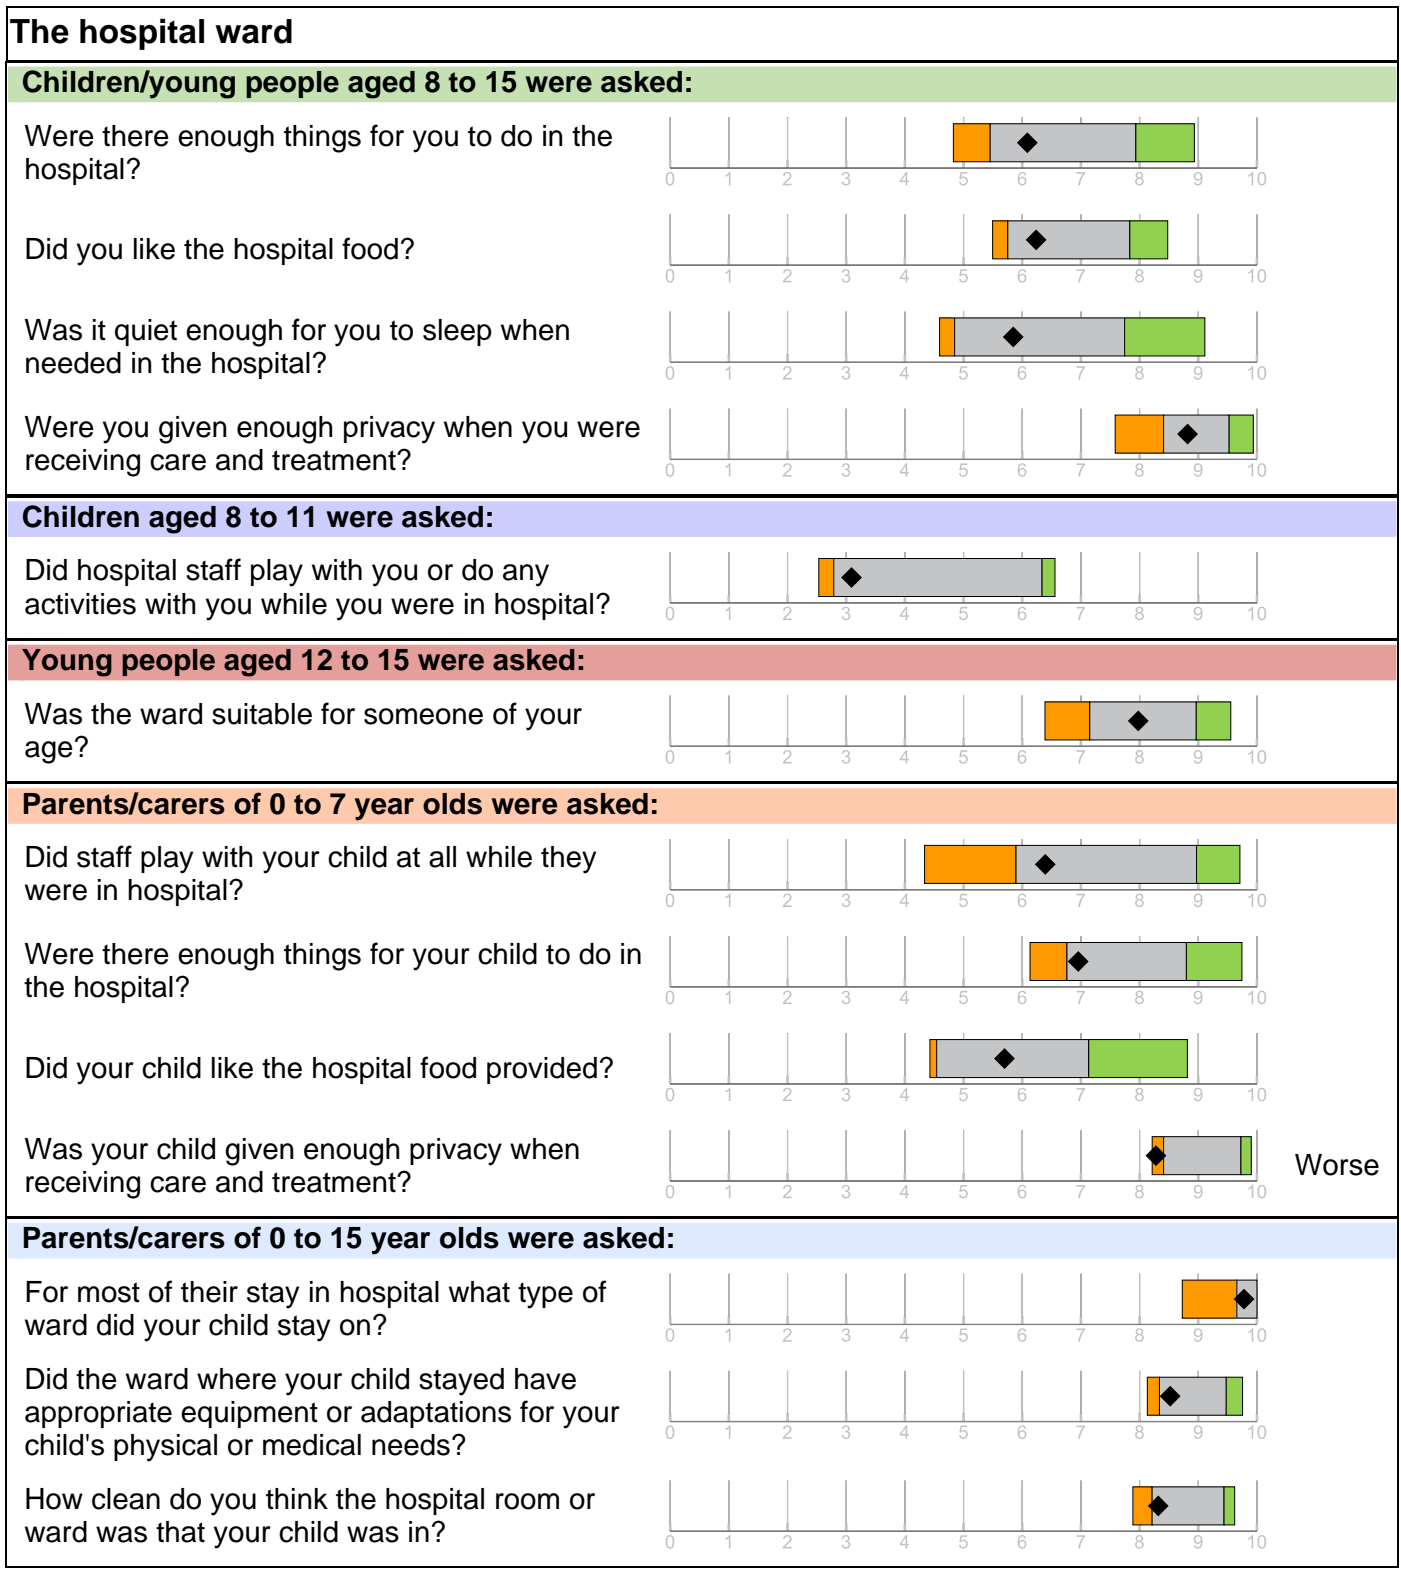 The hospital ward
Children/young people aged 8 to 15 were asked:
Were there enough things for you to do in the
hospital?
0 1 2 3 4 5 6 7 8 9 10
Did you like the hospital food?
0 1 2 3 4 5 6 7 8 9 10
Was it quiet enough for you to sleep when
needed in the hospital?
0 1 2 3 4 5 6 7 8 9 10
Were you given enough privacy when you were
receiving care and treatment?
0 1 2 3 4 5 6 7 8 9 10
Children aged 8 to 11 were asked:
Did hospital staff play with you or do any
activities with you while you were in hospital?
0 1 2 3 4 5 6 7 8 9 10
Young people aged 12 to 15 were asked:
Was the ward suitable for someone of your
age?
0 1 2 3 4 5 6 7 8 9 10
Parents/carers of 0 to 7 year olds were asked:
Did staff play with your child at all while they
were in hospital?
0 1 2 3 4 5 6 7 8 9 10
Were there enough things for your child to do in
the hospital?
0 1 2 3 4 5 6 7 8 9 10
Did your child like the hospital food provided?
0 1 2 3 4 5 6 7 8 9 10
Was your child given enough privacy when
receiving care and treatment?
Worse
0 1 2 3 4 5 6 7 8 9 10
Parents/carers of 0 to 15 year olds were asked:
For most of their stay in hospital what type of
ward did your child stay on?
0 1 2 3 4 5 6 7 8 9 10
Did the ward where your child stayed have
appropriate equipment or adaptations for your
child's physical or medical needs?
0 1 2 3 4 5 6 7 8 9 10
How clean do you think the hospital room or
ward was that your child was in?
0 1 2 3 4 5 6 7 8 9 10